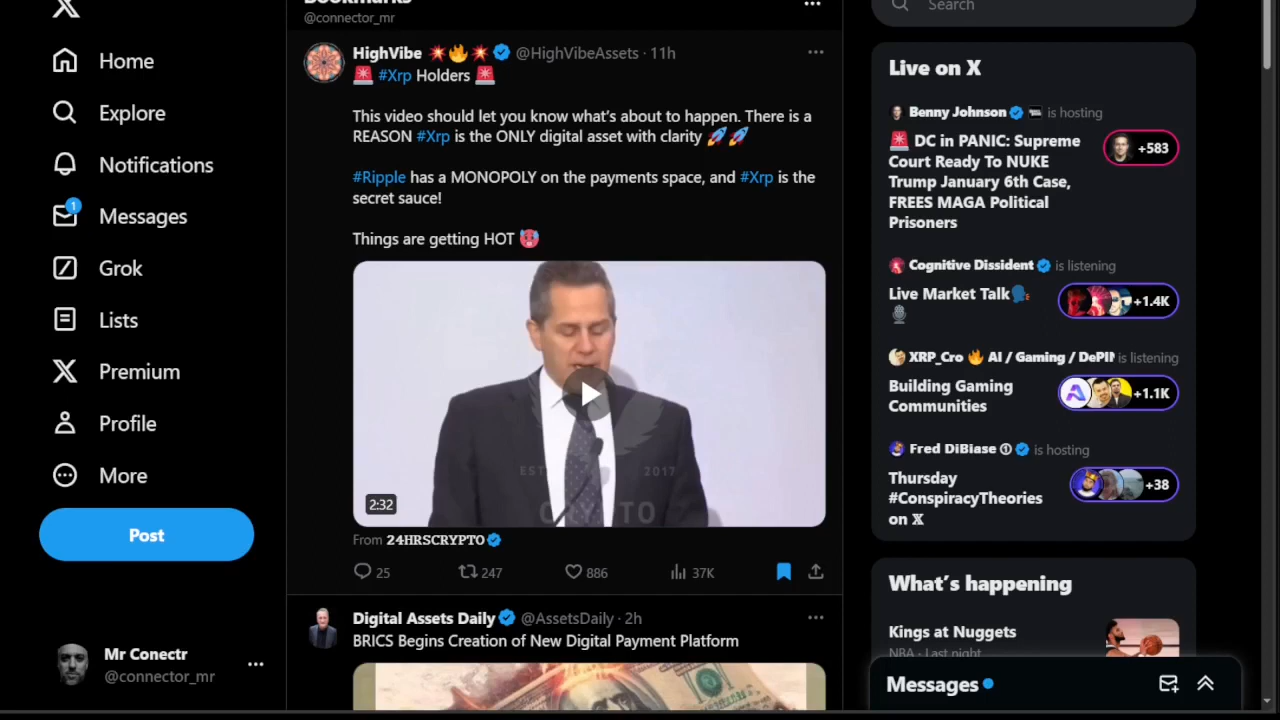 Home
Explore
Notifications
1
Messages
Grok
Lists
Premium
Profile
More
Post
Mr Conectr
@connector_mr
Bookmarks
@connector_mr
HighVibe 💥🔥💥 @HighVibeAssets · 11h
🚨 #Xrp Holders 🚨
This video should let you know what's about to happen. There is a
REASON #Xrp is the ONLY digital asset with clarity 🚀🚀
#Ripple has a MONOPOLY on the payments space, and #Xrp is the
secret sauce!
Things are getting HOT 🥵
EST 2017
CRYPTO
2:32
From 24HRSCRYPTO
25 247 886 37K
Digital Assets Daily @AssetsDaily · 2h
BRICS Begins Creation of New Digital Payment Platform
Search
Live on X
Benny Johnson is hosting
🚨 DC in PANIC: Supreme
Court Ready To NUKE
Trump January 6th Case,
FREES MAGA Political
Prisoners
+583
Cognitive Dissident is listening
Live Market Talk🗣️
🎙️
+1.4K
XRP_Cro 🔥 AI / Gaming / DePIN is listening
Building Gaming
Communities
+1.1K
Fred DiBiase ① is hosting
Thursday
#ConspiracyTheories
on 𝕏
+38
What's happening
Kings at Nuggets
NBA · Last night
Messages